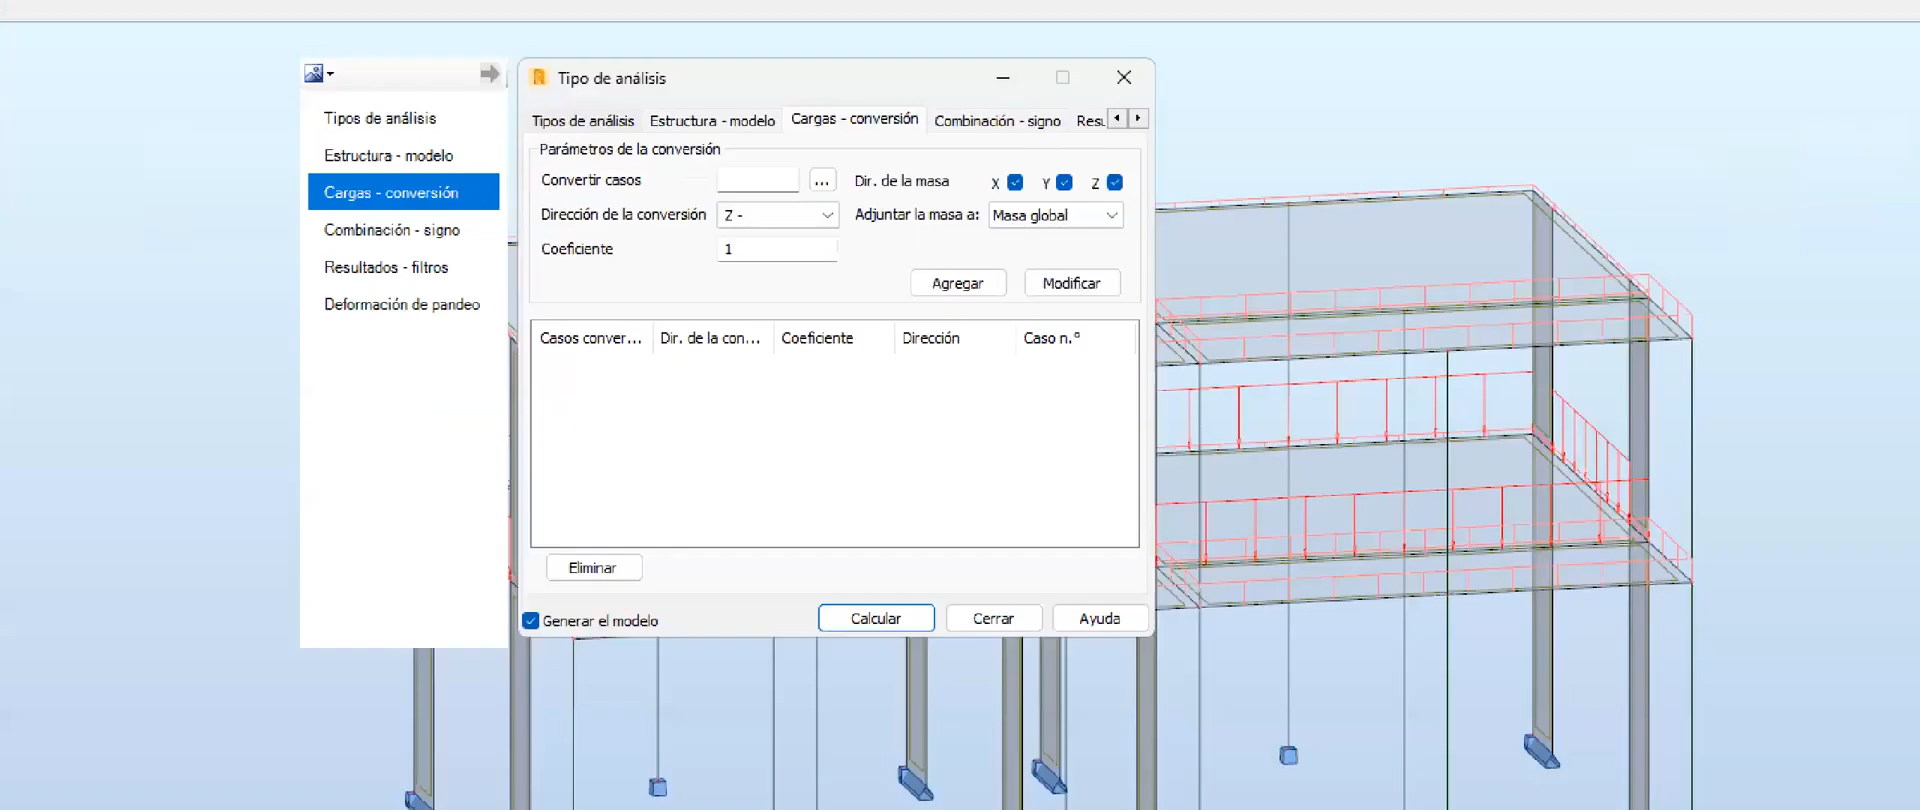 Tipos de análisis
Estructura - modelo
Cargas - conversión
Combinación - signo
Resultados - filtros
Deformación de pandeo
Tipo de análisis
Tipos de análisis Estructura - modelo Cargas - conversión Combinación - signo Resu
Parámetros de la conversión
Convertir casos ... Dir. de la masa X Y Z
Dirección de la conversión Z - Adjuntar la masa a: Masa global
Coeficiente 1
Agregar Modificar
Casos conver... Dir. de la con... Coeficiente Dirección Caso n.º
Eliminar
Generar el modelo Calcular Cerrar Ayuda